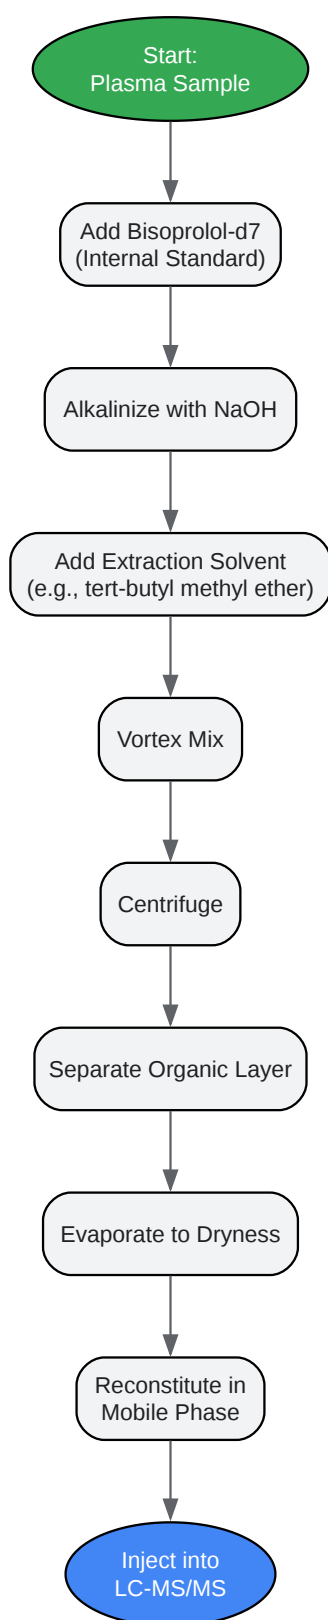 Start:
Plasma Sample
Add Bisoprolol-d7
(Internal Standard)
Alkalinize with NaOH
Add Extraction Solvent
(e.g., tert-butyl methyl ether)
Vortex Mix
Centrifuge
Separate Organic Layer
Evaporate to Dryness
Reconstitute in
Mobile Phase
Inject into
LC-MS/MS